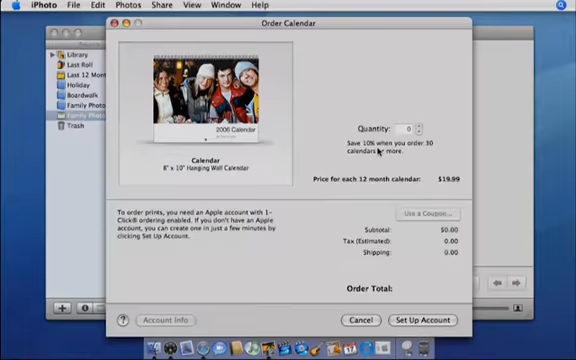 iPhoto File Edit Photos Share View Window Help
Order Calendar
Library
Last Roll
Last 12 Mont
Holiday
Boardwalk
Family Photo
Family Photo
Trash
2006 Calendar
Calendar
8" x 10" Hanging Wall Calendar
Quantity: 0
Save 10% when you order 30
calendars or more.
Price for each 12 month calendar: $19.99
To order prints, you need an Apple account with 1-
Click® ordering enabled. If you don't have an Apple
account, you can create one in just a few minutes by
clicking Set Up Account.
Use a Coupon...
Subtotal: $0.00
Tax (Estimated): 0.00
Shipping: 0.00
Order Total:
? Account Info Cancel Set Up Account